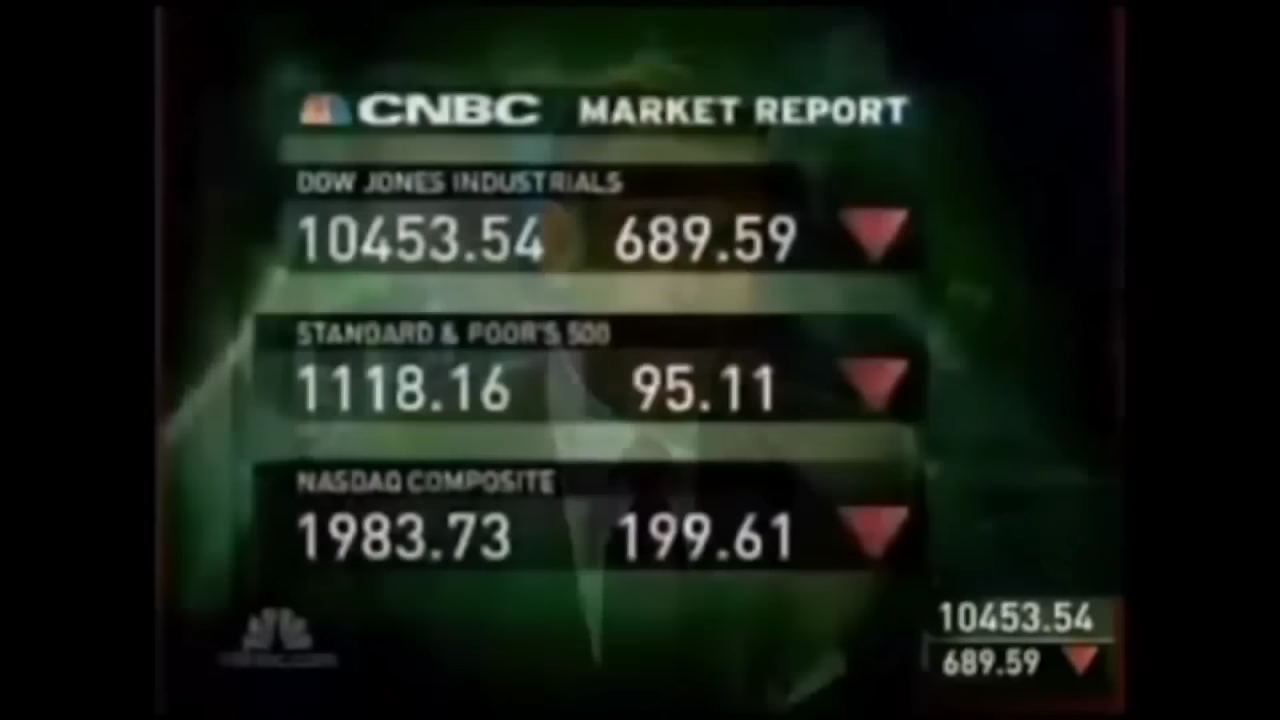 CNBC MARKET REPORT
DOW JONES INDUSTRIALS
10453.54 689.59
STANDARD & POOR'S 500
1118.16 95.11
NASDAQ COMPOSITE
1983.73 199.61
10453.54
689.59